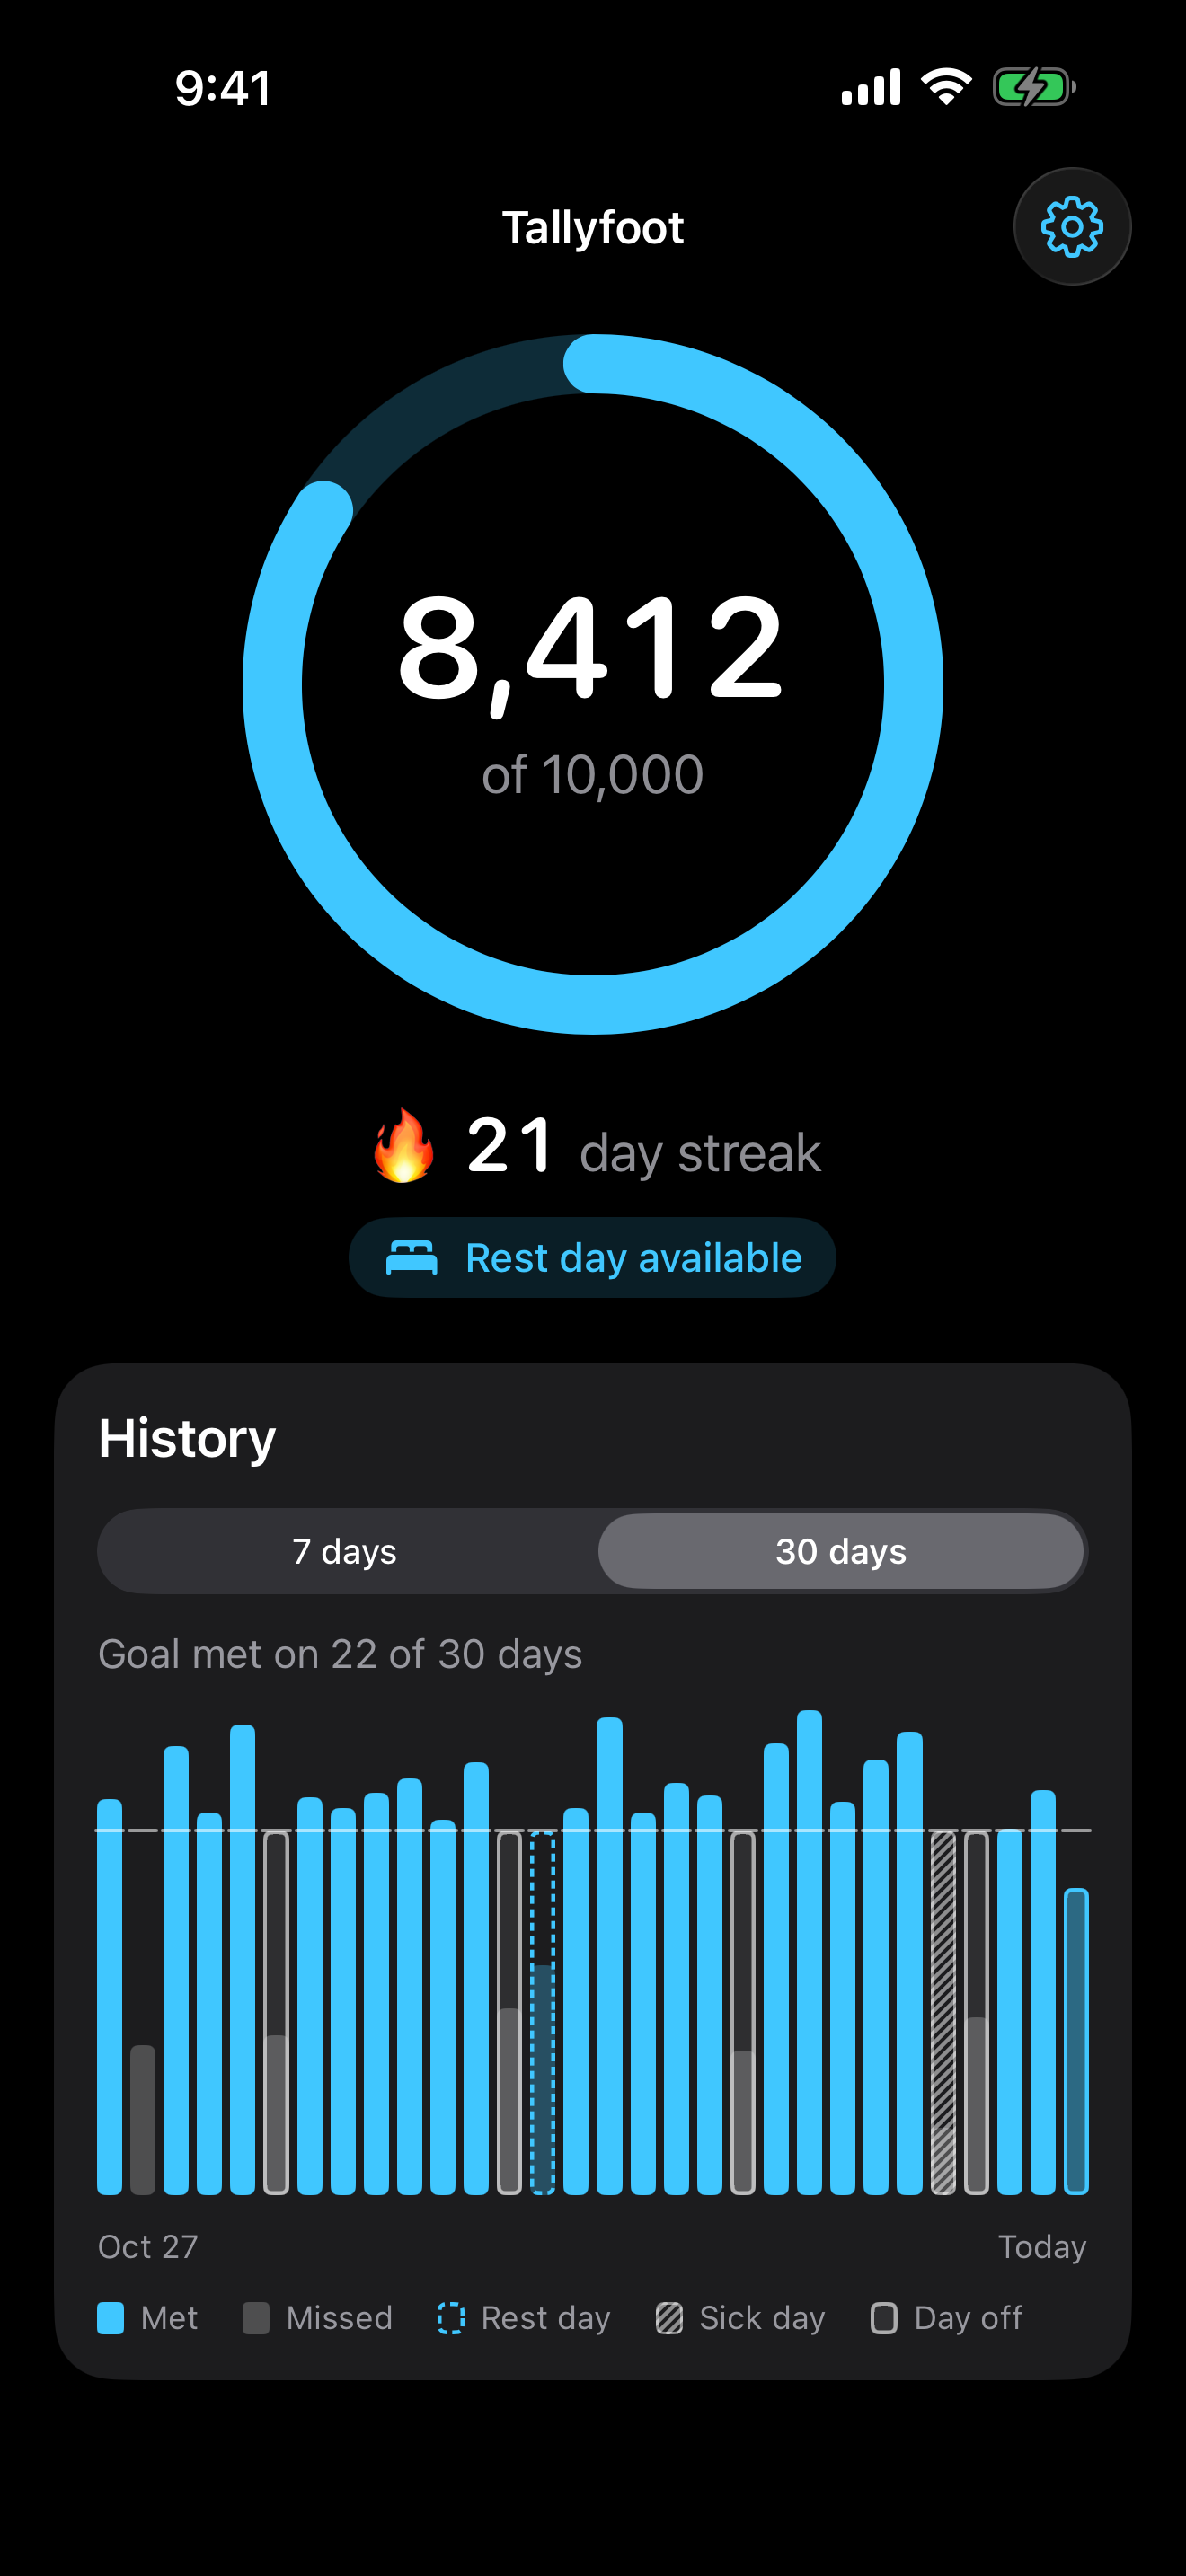 9:41
Tallyfoot
8,412
of 10,000
21 day streak
Rest day available
History
7 days 30 days
Goal met on 22 of 30 days
Oct 27 Today
Met Missed Rest day Sick day Day off